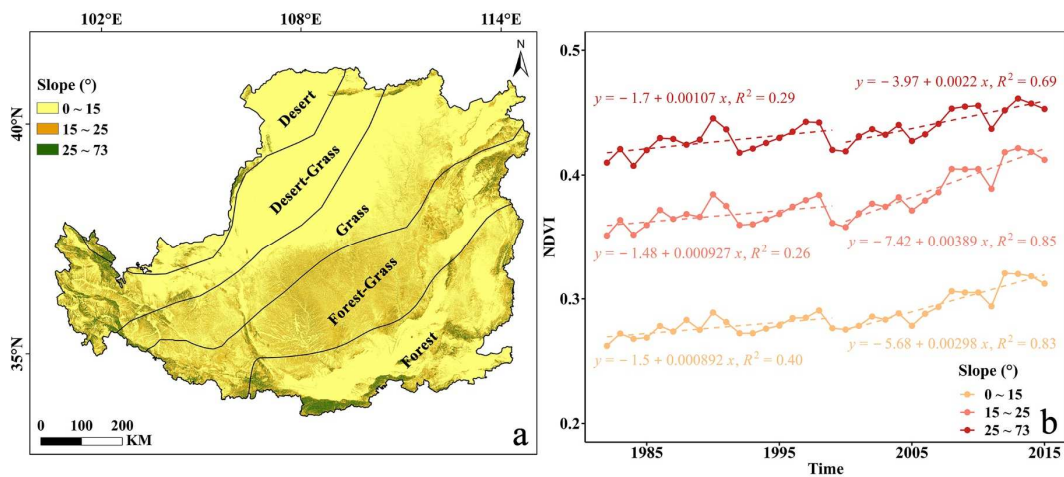 102°E
108°E
114°E
N
Slope (°)
0 ~ 15
15 ~ 25
25 ~ 73
40°N
35°N
Desert
Desert-Grass
Grass
Forest-Grass
Forest
0 100 200
KM
a
0.5
0.4
0.3
0.2
NDVI
y = − 1.7 + 0.00107 x, R² = 0.29
y = − 3.97 + 0.0022 x, R² = 0.69
y = − 1.48 + 0.000927 x, R² = 0.26
y = − 7.42 + 0.00389 x, R² = 0.85
y = − 1.5 + 0.000892 x, R² = 0.40
y = − 5.68 + 0.00298 x, R² = 0.83
Slope (°)
0 ~ 15
15 ~ 25
25 ~ 73
b
1985
1995
2005
2015
Time